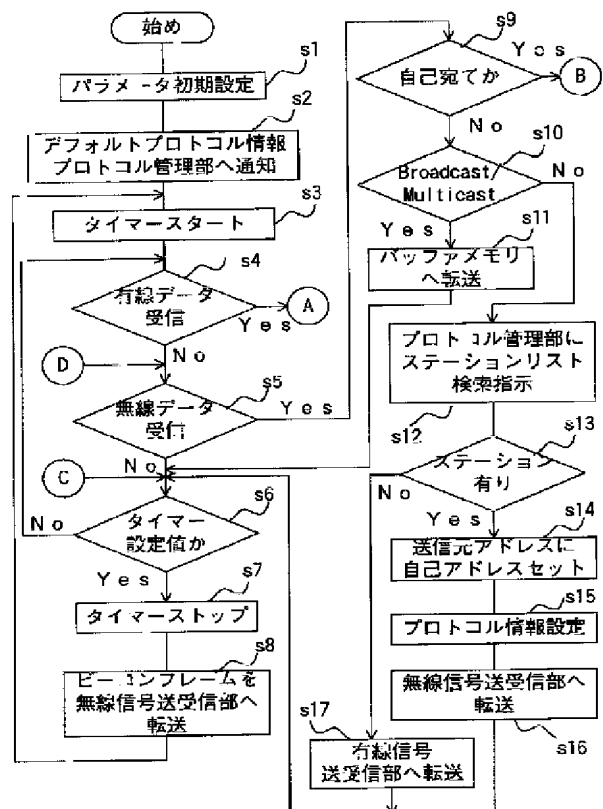 始め
s1
パラメータ初期設定
s2
デフォルトプロトコル情報
プロトコル管理部へ通知
s3
タイマースタート
s4
有線データ
受信
Yes
A
No
D
s5
無線データ
受信
Yes
No
C
s6
タイマー
設定値か
No
Yes
s7
タイマーストップ
s8
ビーコンフレームを
無線信号送受信部へ
転送
s9
自己宛てか
Yes
B
No
s10
Broadcast/
Multicast
No
Yes
s11
バッファメモリ
へ転送
プロトコル管理部に
ステーションリスト
検索指示
s12
s13
ステーション
有り
No
Yes
s14
送信元アドレスに
自己アドレスセット
s15
プロトコル情報設定
無線信号送受信部へ
転送
s16
s17
有線信号
送受信部へ転送